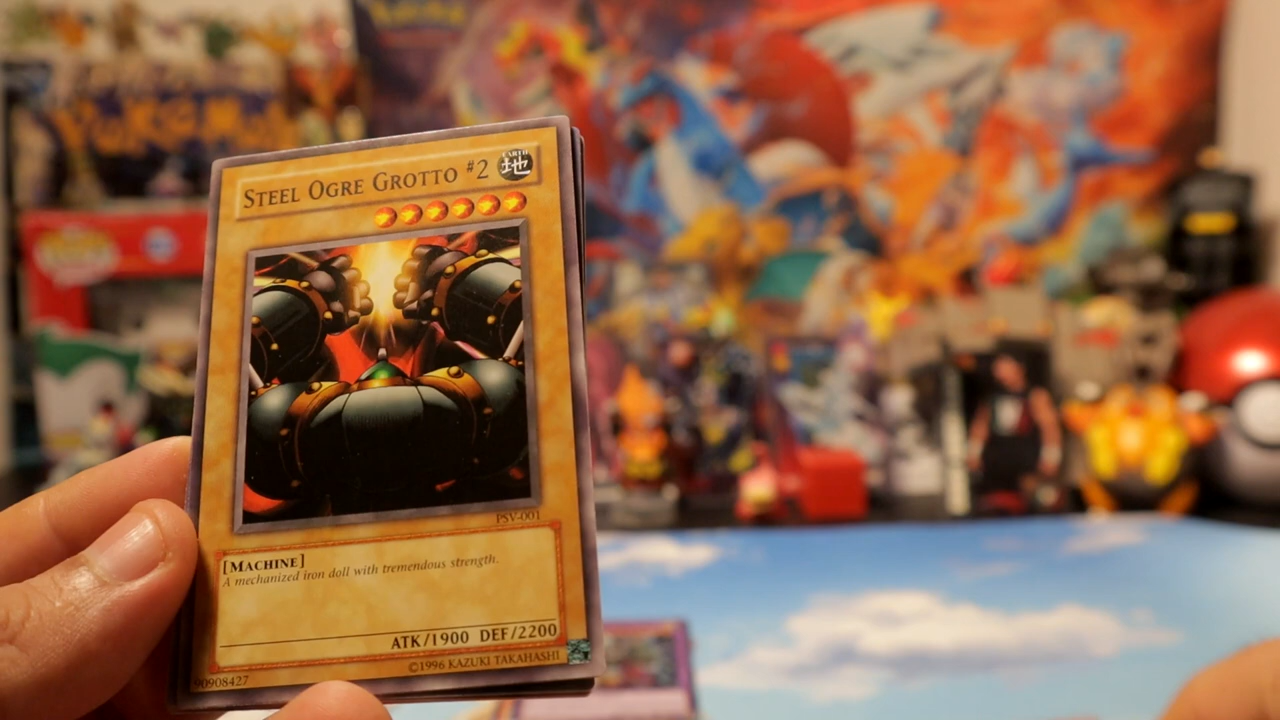 STEEL OGRE GROTTO #2
EARTH
地
PSV-001
[MACHINE]
A mechanized iron doll with tremendous strength.
ATK/1900 DEF/2200
90908427
©1996 KAZUKI TAKAHASHI
POKéMON